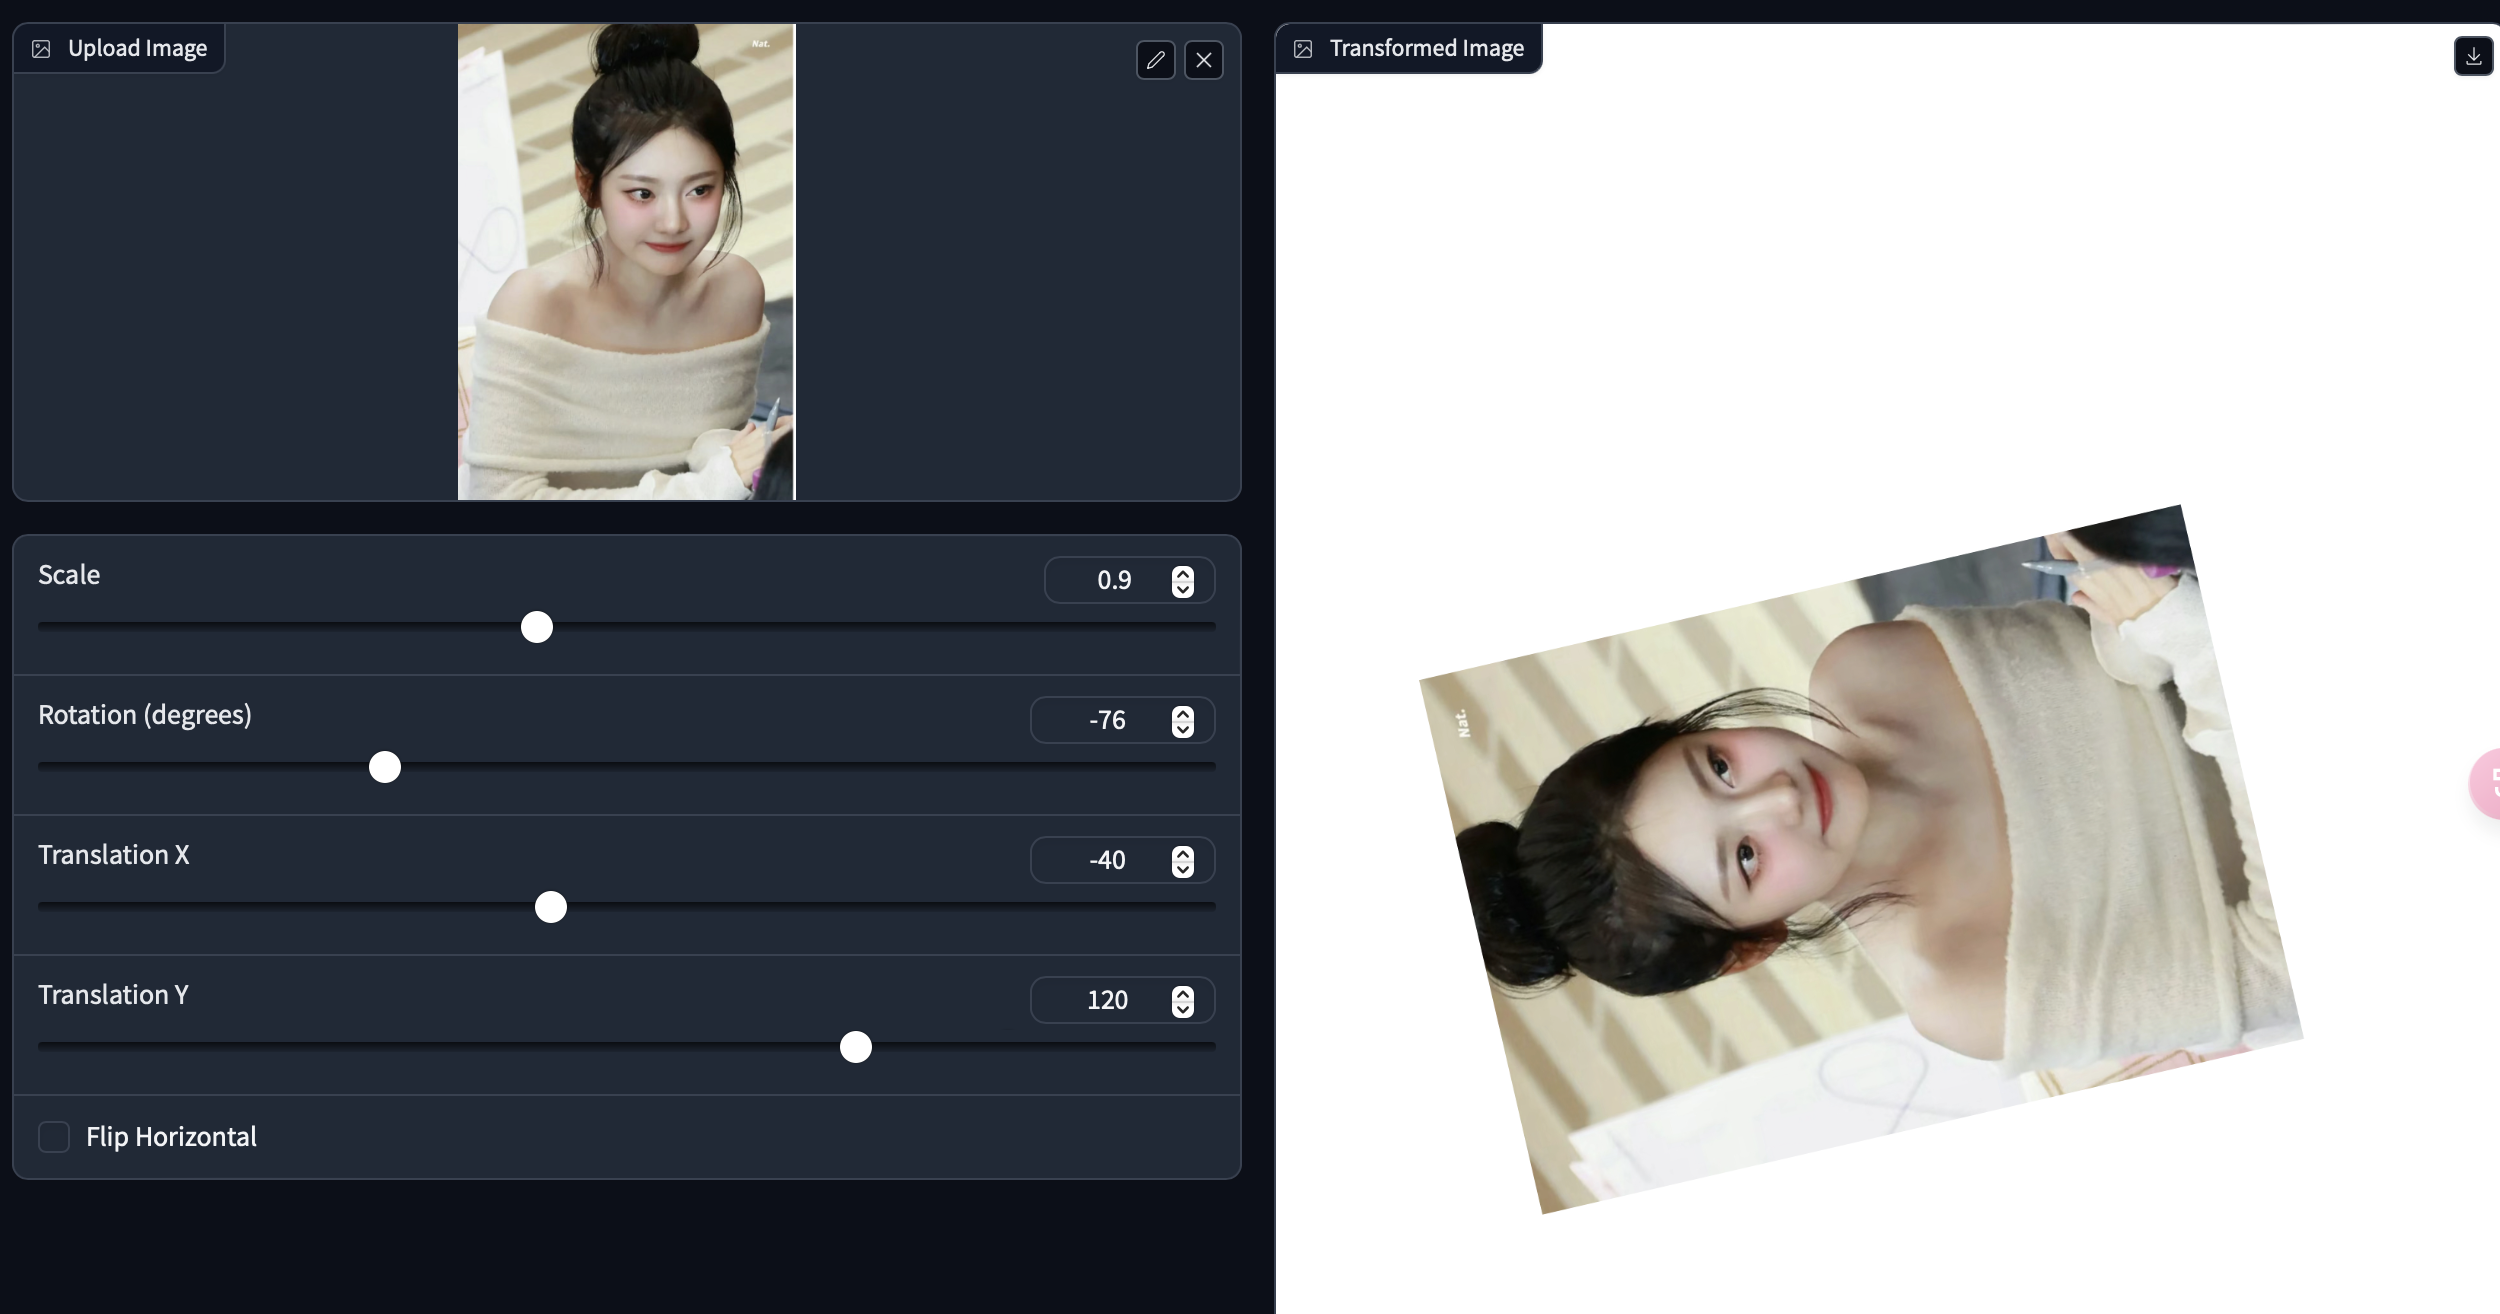 Upload Image
Nat.
Transformed Image
Scale
0.9
Rotation (degrees)
-76
Translation X
-40
Translation Y
120
Flip Horizontal
Nat.